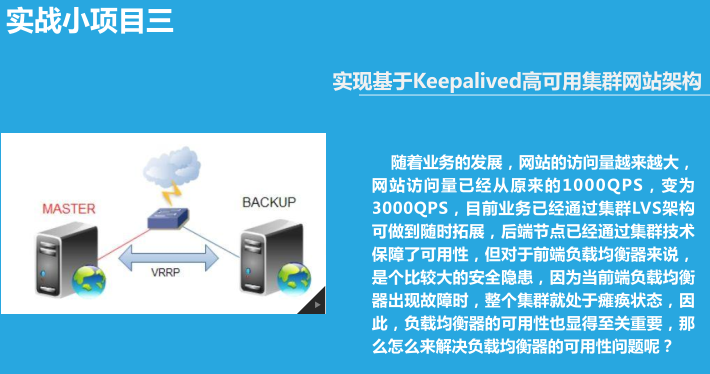 实战小项目三
实现基于Keepalived高可用集群网站架构
MASTER
BACKUP
VRRP
随着业务的发展，网站的访问量越来越大，
网站访问量已经从原来的1000QPS，变为
3000QPS，目前业务已经通过集群LVS架构
可做到随时拓展，后端节点已经通过集群技术
保障了可用性，但对于前端负载均衡器来说，
是个比较大的安全隐患，因为当前端负载均衡
器出现故障时，整个集群就处于瘫痪状态，因
此，负载均衡器的可用性也显得至关重要，那
么怎么来解决负载均衡器的可用性问题呢？